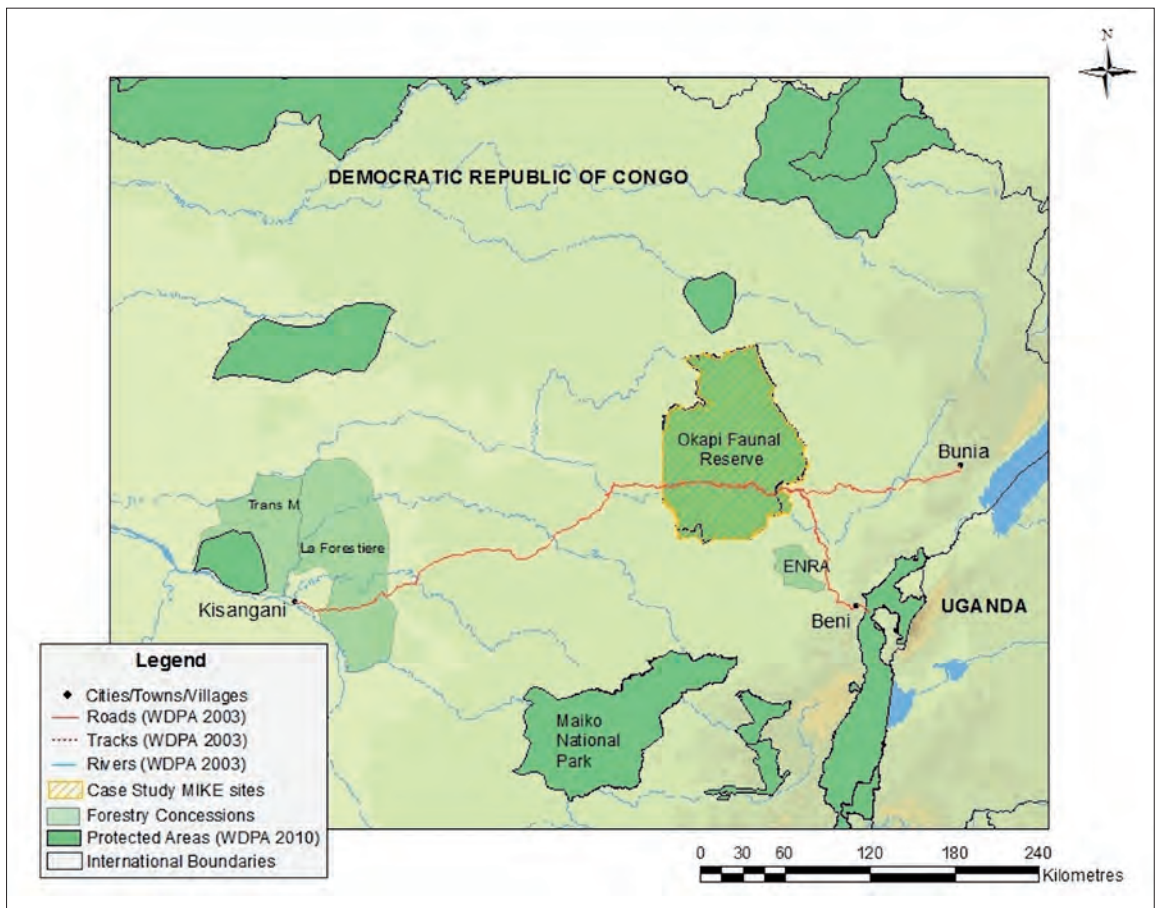 N
DEMOCRATIC REPUBLIC OF CONGO
Okapi Faunal
Reserve
Bunia
Trans M
La Forestiere
ENRA
Kisangani
Beni
UGANDA
Maiko
National
Park
Legend
Cities/Towns/Villages
Roads (WDPA 2003)
Tracks (WDPA 2003)
Rivers (WDPA 2003)
Case Study MIKE sites
Forestry Concessions
Protected Areas (WDPA 2010)
International Boundaries
0 30 60 120 180 240
Kilometres